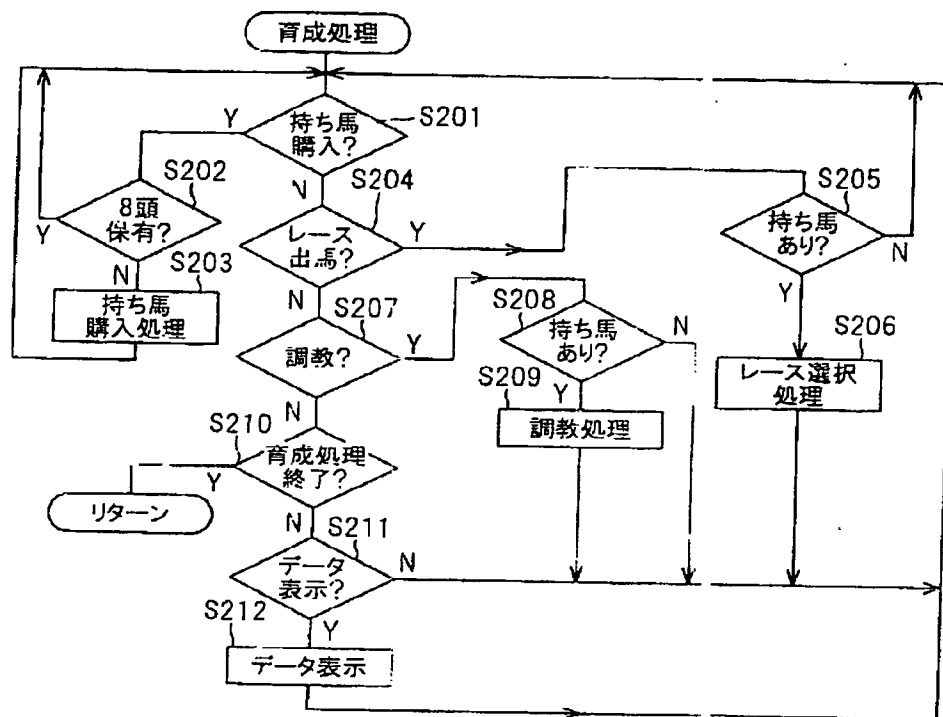 育成処理
Y
持ち馬
購入?
S201
S202
N
S204
S205
8頭
保有?
Y
レース
出馬?
Y
持ち馬
あり?
N
N
S203
持ち馬
購入処理
N
S207
Y
S208
持ち馬
あり?
N
Y
S206
調教?
Y
S209
レース選択
処理
N
調教処理
S210
育成処理
終了?
Y
リターン
N
S211
データ
表示?
N
S212
Y
データ表示